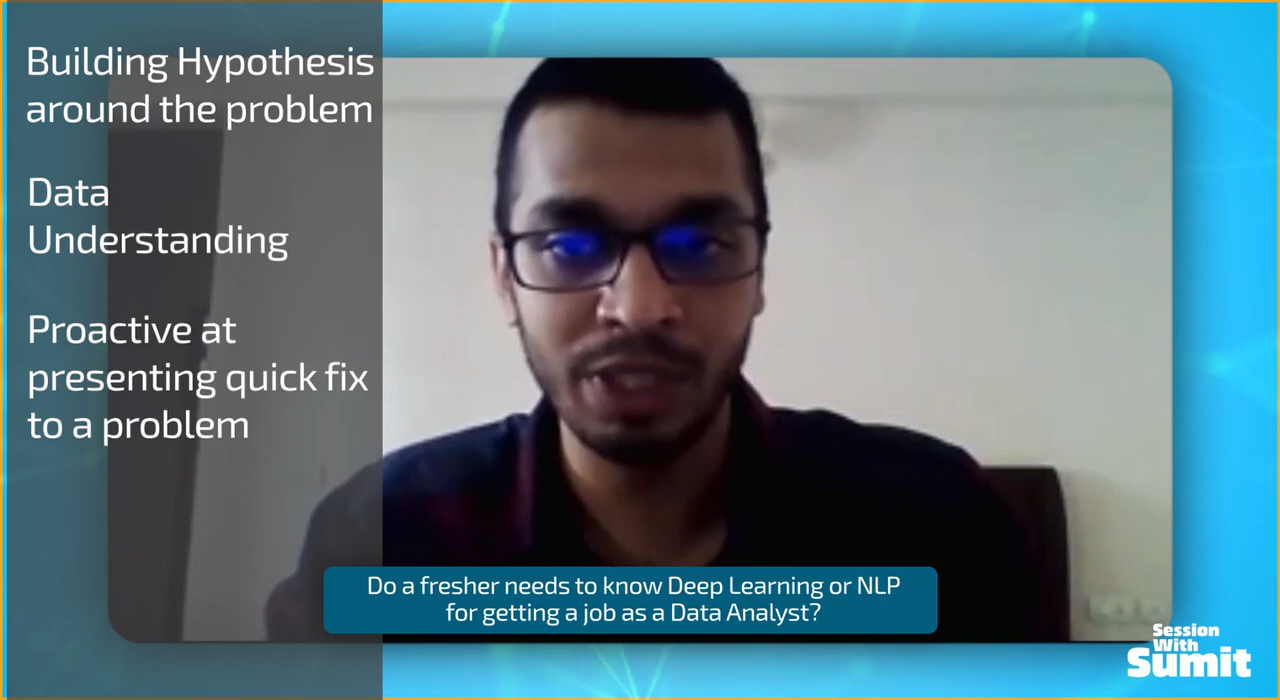 Building Hypothesis
around the problem
Data
Understanding
Proactive at
presenting quick fix
to a problem
Do a fresher needs to know Deep Learning or NLP
for getting a job as a Data Analyst?
Session
With
Sumit